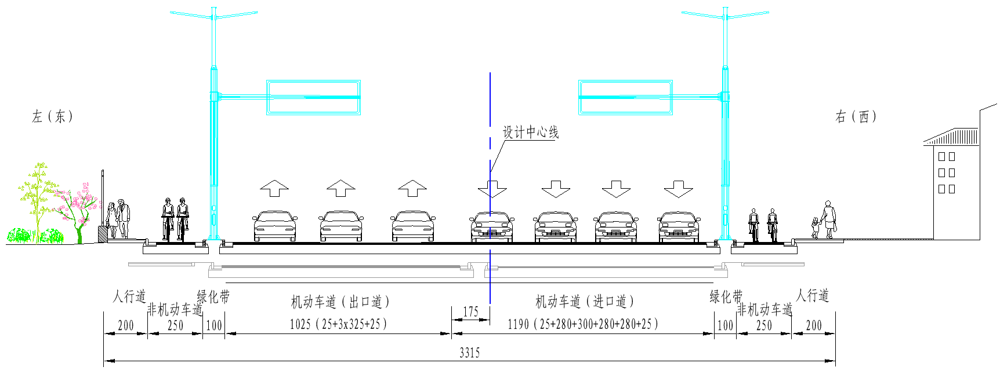 左（东）
右（西）
设计中心线
人行道
非机动车道
绿化带
机动车道（出口道）
机动车道（进口道）
绿化带
非机动车道
人行道
175
200
250
100
1025（25+3x325+25）
1190（25+280+300+280+280+25）
100
250
200
3315